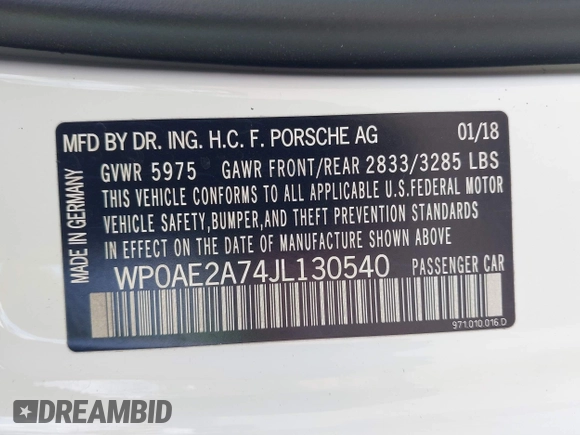 MFD BY DR. ING. H.C. F. PORSCHE AG 01/18
GVWR 5975 GAWR FRONT/REAR 2833/3285 LBS
THIS VEHICLE CONFORMS TO ALL APPLICABLE U.S.FEDERAL MOTOR
VEHICLE SAFETY,BUMPER,AND THEFT PREVENTION STANDARDS
IN EFFECT ON THE DATE OF MANUFACTURE SHOWN ABOVE.
WP0AE2A74JL130540 PASSENGER CAR
971.010.016.D
MADE IN GERMANY
DREAMBID